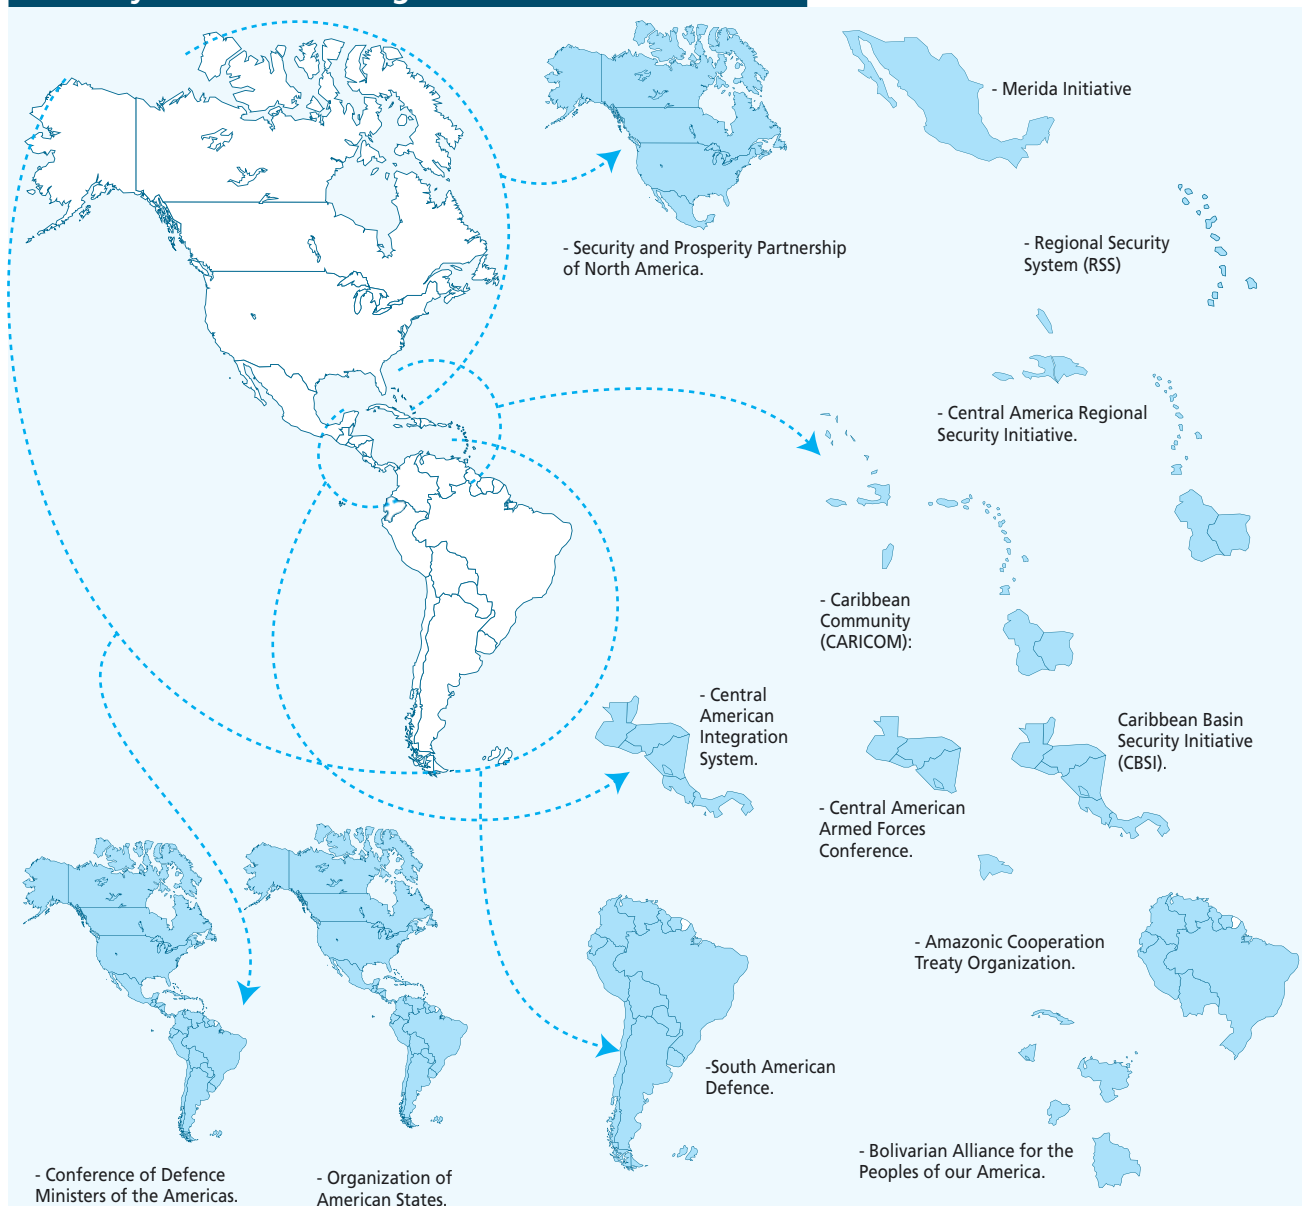 - Merida Initiative
- Security and Prosperity Partnership
of North America.
- Regional Security
System (RSS)
- Central America Regional
Security Initiative.
- Caribbean
Community
(CARICOM):
- Central
American
Integration
System.
- Central American
Armed Forces
Conference.
Caribbean Basin
Security Initiative
(CBSI).
- Amazonic Cooperation
Treaty Organization.
-South American
Defence.
- Bolivarian Alliance for the
Peoples of our America.
- Conference of Defence
Ministers of the Americas.
- Organization of
American States.